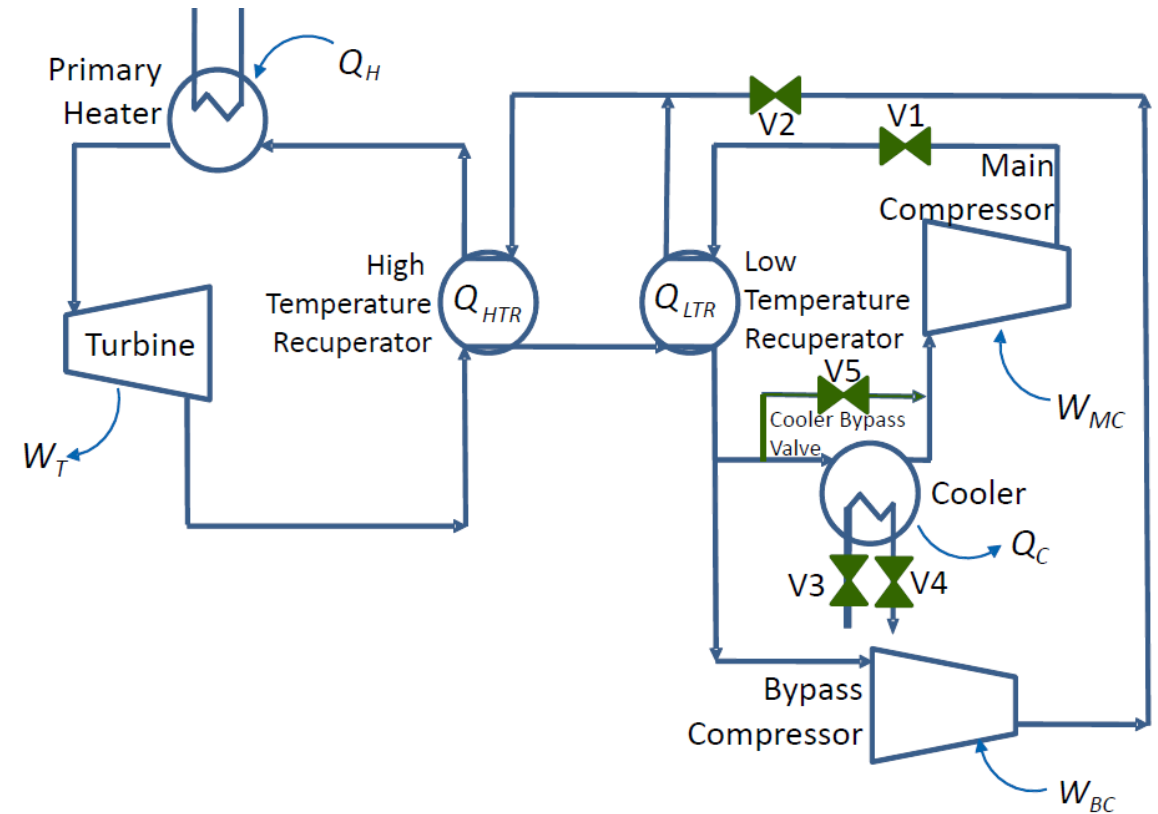 Primary
Heater
Q_H
V2
V1
Main
Compressor
High
Temperature
Recuperator
Q_HTR
Q_LTR
Low
Temperature
Recuperator
Turbine
W_T
V5
Cooler Bypass
Valve
W_MC
Cooler
Q_C
V3
V4
Bypass
Compressor
W_BC